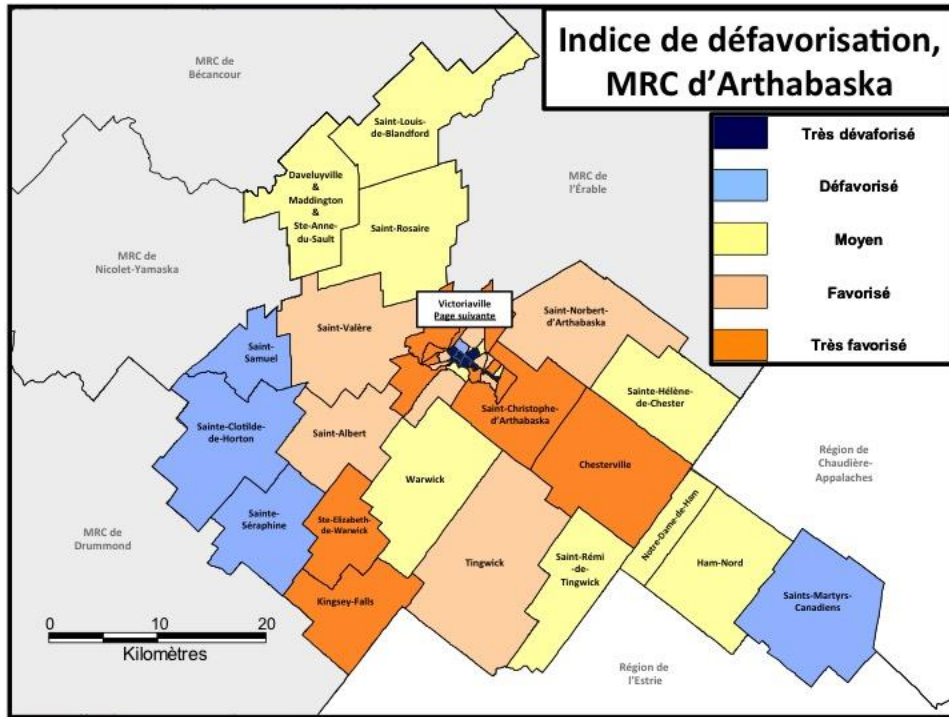 Indice de défavorisation,
MRC d'Arthabaska
Très dévaforisé
Défavorisé
Moyen
Favorisé
Très favorisé
MRC de
Bécancour
MRC de
l'Érable
MRC de
Nicolet-Yamaska
MRC de
Drummond
Région de
Chaudière-
Appalaches
Région de
l'Estrie
Saint-Louis-
de-Blandford
Daveluyville
&
Maddington
&
Ste-Anne-
du-Sault
Saint-Rosaire
Victoriaville
Page suivante
Saint-Norbert-
d'Arthabaska
Saint-Valère
Saint-
Samuel
Sainte-Hélène-
de-Chester
Saint-Christophe-
d'Arthabaska
Sainte-Clotilde-
de-Horton
Saint-Albert
Chesterville
Warwick
Sainte-
Séraphine
Ste-Elizabeth-
de-Warwick
Notre-Dame-de-Ham
Tingwick
Saint-Rémi
-de-
Tingwick
Ham-Nord
Saints-Martyrs-
Canadiens
Kingsey-Falls
0 10 20
Kilomètres